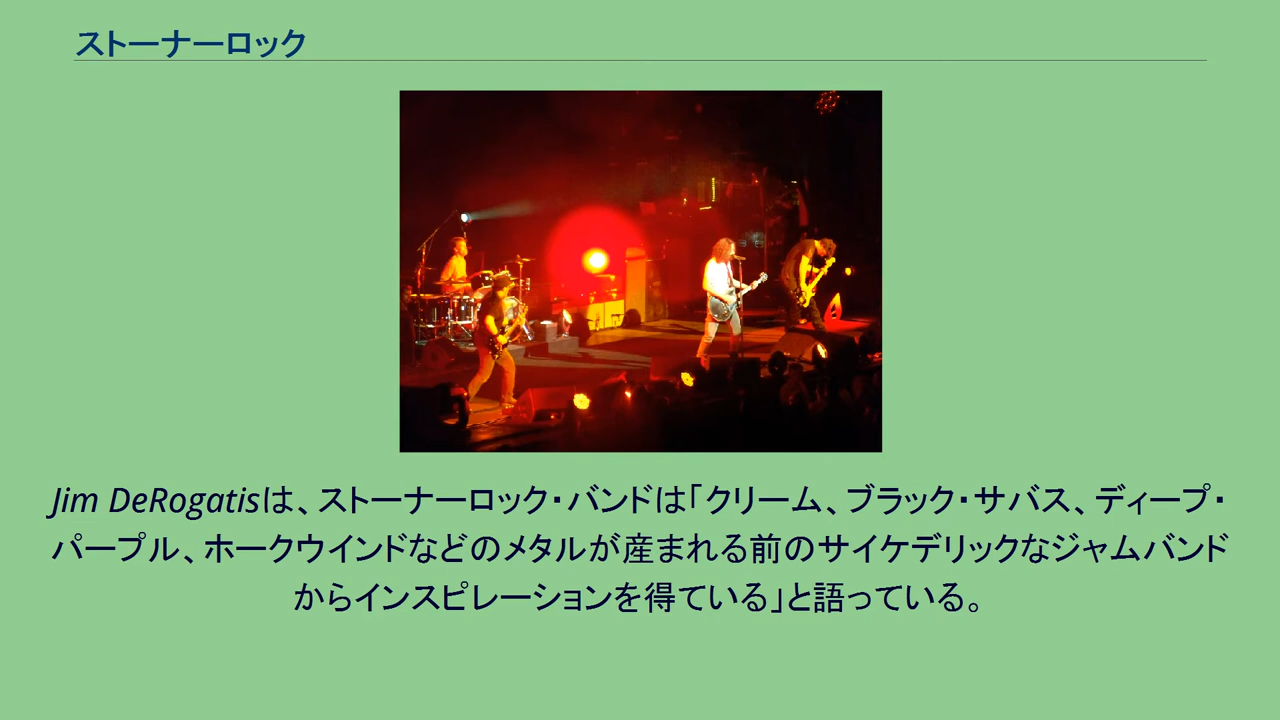 ストーナーロック
Jim DeRogatisは、ストーナーロック・バンドは「クリーム、ブラック・サバス、ディープ・
パープル、ホークウインドなどのメタルが産まれる前のサイケデリックなジャムバンド
からインスピレーションを得ている」と語っている。